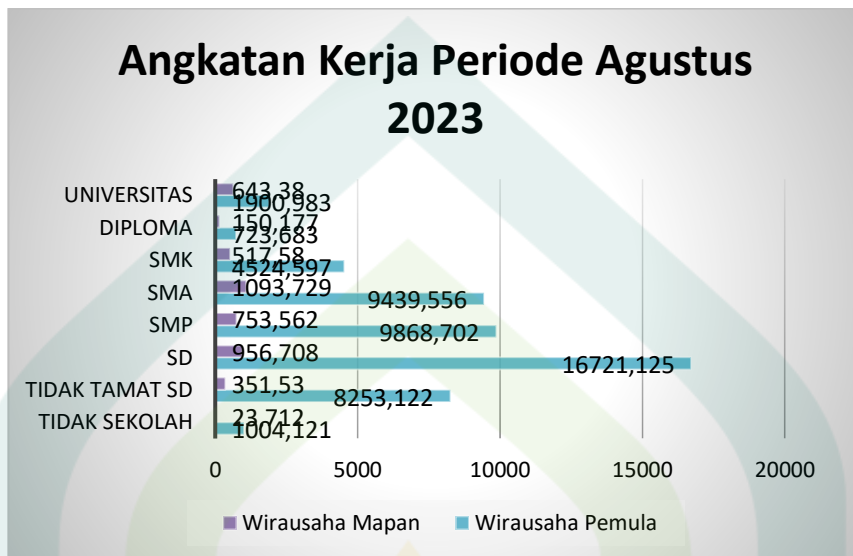 Angkatan Kerja Periode Agustus
2023
UNIVERSITAS
643,38
1900,983
DIPLOMA
150,177
723,683
SMK
517,58
4524,597
SMA
1093,729
9439,556
SMP
753,562
9868,702
SD
956,708
16721,125
TIDAK TAMAT SD
351,53
8253,122
TIDAK SEKOLAH
23,712
1004,121
0 5000 10000 15000 20000
Wirausaha Mapan Wirausaha Pemula